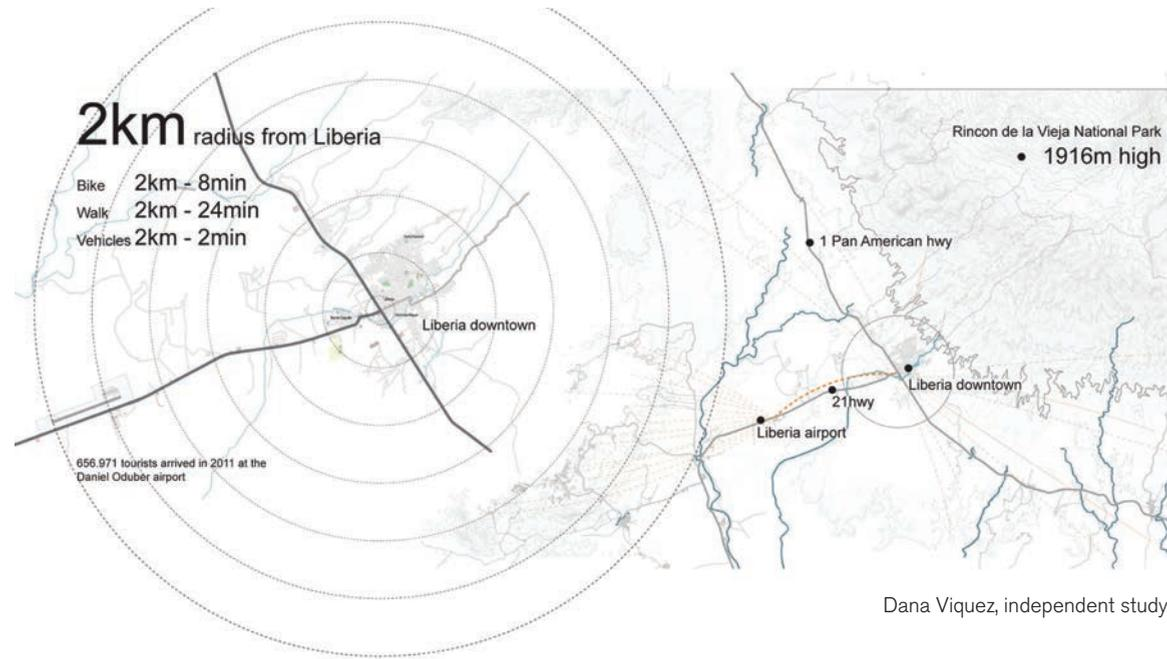 2km radius from Liberia
Bike 2km - 8min
Walk 2km - 24min
Vehicles 2km - 2min
Liberia downtown
656.971 tourists arrived in 2011 at the
Daniel Oduber airport
Rincon de la Vieja National Park
1916m high
1 Pan American hwy
Liberia downtown
21hwy
Liberia airport
Dana Viquez, independent study